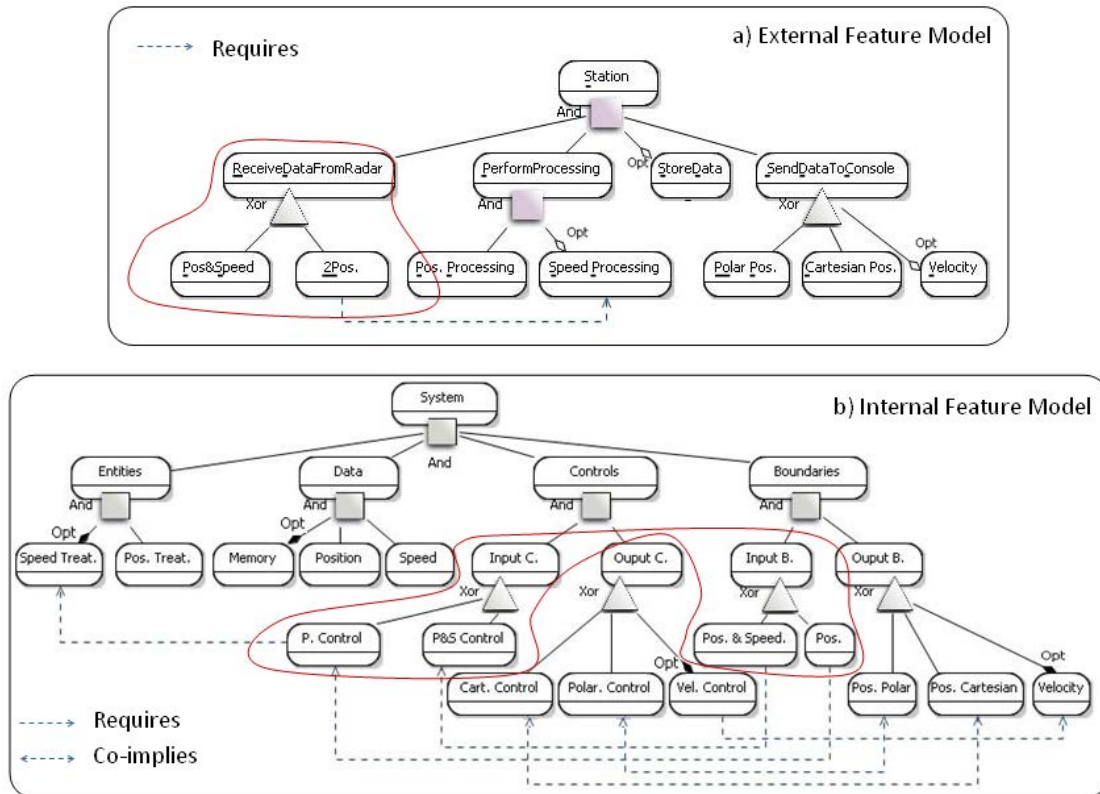 a) External Feature Model
Requires
Station
And
Opt
ReceiveDataFromRadar
PerformProcessing
StoreData
SendDataToConsole
Xor
And
Xor
Opt
Opt
Pos&Speed
2Pos.
Pos. Processing
Speed Processing
Polar Pos.
Cartesian Pos.
Velocity
b) Internal Feature Model
System
And
Entities
Data
Controls
Boundaries
And
And
And
And
Opt
Opt
Speed Treat.
Pos. Treat.
Memory
Position
Speed
Input C.
Ouput C.
Input B.
Ouput B.
Xor
Xor
Xor
Xor
P. Control
P&S Control
Pos. & Speed.
Pos.
Opt
Opt
Cart. Control
Polar. Control
Vel. Control
Pos. Polar
Pos. Cartesian
Velocity
Requires
Co-implies